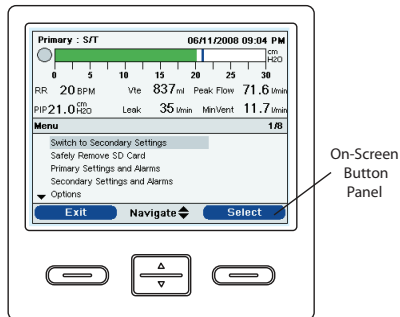 Primary : S/T 06/11/2008 09:04 PM
cm
H2O
0 5 10 15 20 25 30
RR 20 BPM Vte 837 ml Peak Flow 71.6 l/min
PIP 21.0 cm H2O Leak 35 l/min MinVent 11.7 l/min
Menu 1/8
Switch to Secondary Settings
Safely Remove SD Card
Primary Settings and Alarms
Secondary Settings and Alarms
Options
Exit Navigate Select
On-Screen
Button
Panel